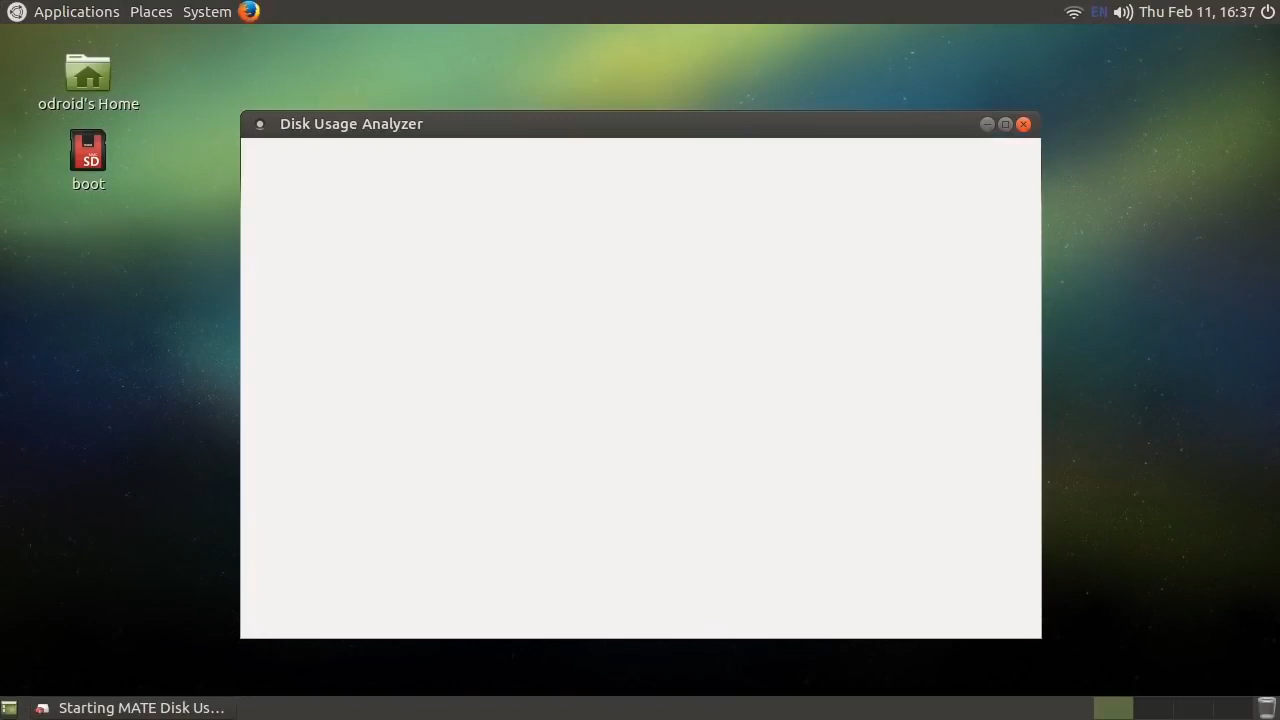 Applications Places System EN Thu Feb 11, 16:37
odroid's Home
SD
boot
Disk Usage Analyzer
Starting MATE Disk Us...